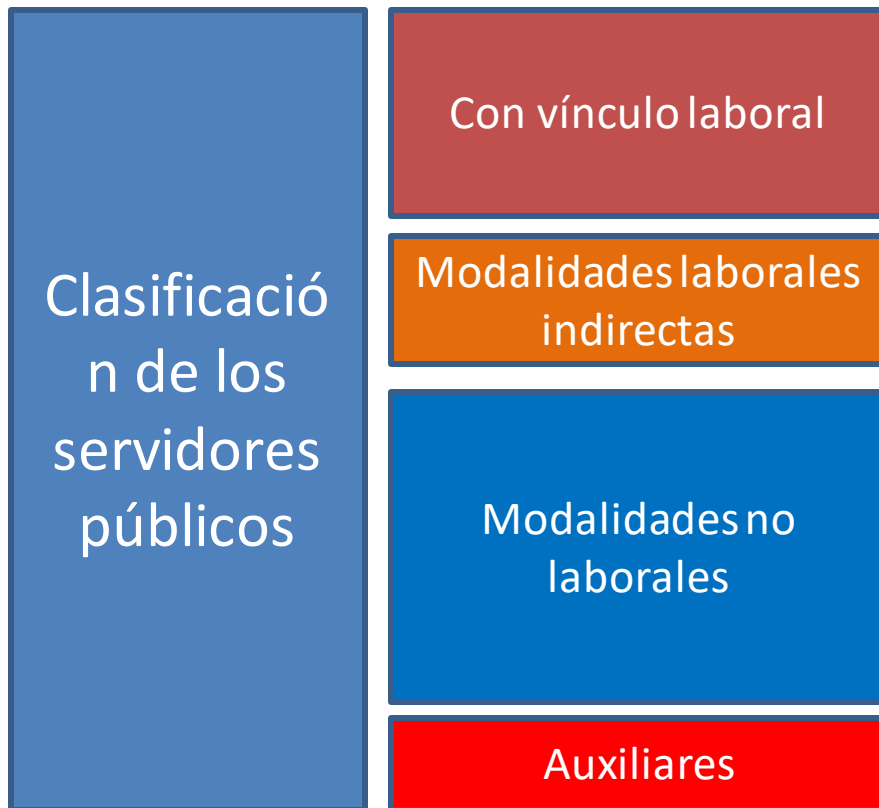 Clasificació
n de los
servidores
públicos
Con vínculo laboral
Modalidades laborales
indirectas
Modalidades no
laborales
Auxiliares